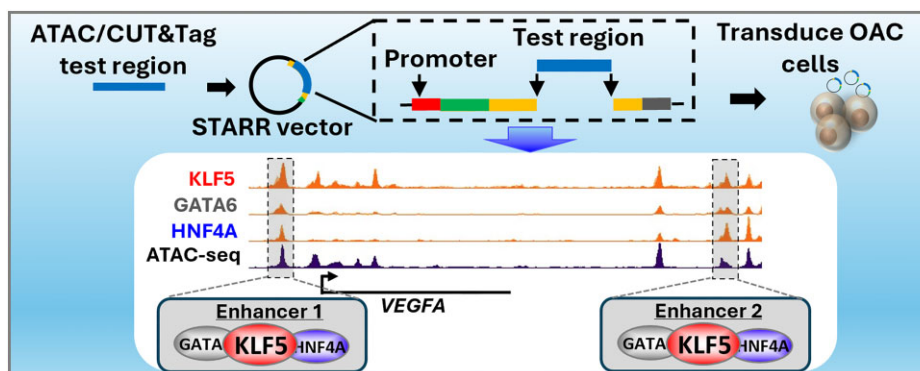 ATAC/CUT&Tag
test region
STARR vector
Promoter
Test region
Transduce OAC
cells
KLF5
GATA6
HNF4A
ATAC-seq
VEGFA
Enhancer 1
GATA
KLF5
HNF4A
Enhancer 2
GATA
KLF5
HNF4A